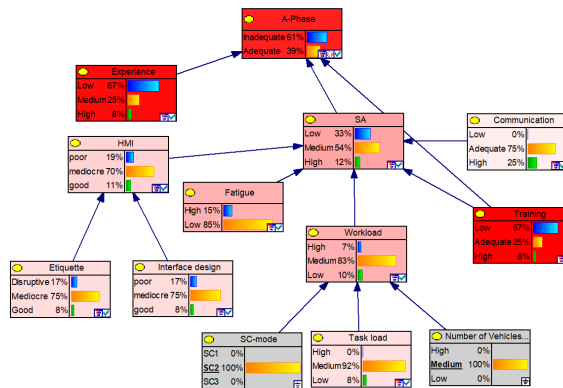 A-Phase
Inadequate 61%
Adequate 39%
Experience
Low 67%
Medium 25%
High 8%
SA
Low 33%
Medium 54%
High 12%
Communication
Low 0%
Adequate 75%
High 25%
HMI
poor 19%
mediocre 70%
good 11%
Fatigue
High 15%
Low 85%
Training
Low 67%
Adequate 25%
High 8%
Workload
High 7%
Medium 83%
Low 10%
Etiquette
Disruptive 17%
Mediocre 75%
Good 8%
Interface design
poor 17%
mediocre 75%
good 8%
SC-mode
SC1 0%
SC2 100%
SC3 0%
Task load
High 0%
Medium 92%
Low 8%
Number of Vehicles...
High 0%
Medium 100%
Low 0%